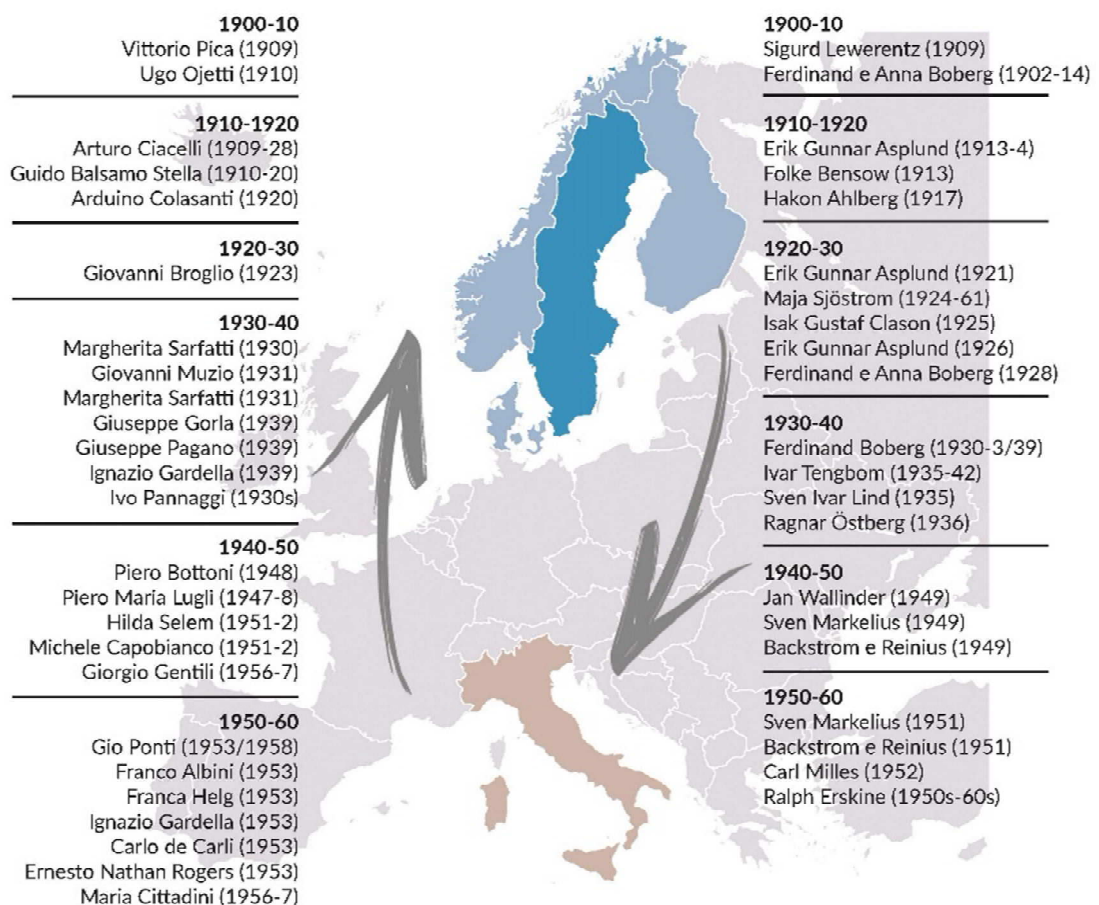 1900-10
Vittorio Pica (1909)
Ugo Ojetti (1910)
1910-1920
Arturo Ciacelli (1909-28)
Guido Balsamo Stella (1910-20)
Arduino Colasanti (1920)
1920-30
Giovanni Broglio (1923)
1930-40
Margherita Sarfatti (1930)
Giovanni Muzio (1931)
Margherita Sarfatti (1931)
Giuseppe Gorla (1939)
Giuseppe Pagano (1939)
Ignazio Gardella (1939)
Ivo Pannaggi (1930s)
1940-50
Piero Bottoni (1948)
Piero Maria Lugli (1947-8)
Hilda Selem (1951-2)
Michele Capobianco (1951-2)
Giorgio Gentili (1956-7)
1950-60
Gio Ponti (1953/1958)
Franco Albini (1953)
Franca Helg (1953)
Ignazio Gardella (1953)
Carlo de Carli (1953)
Ernesto Nathan Rogers (1953)
Maria Cittadini (1956-7)
1900-10
Sigurd Lewerentz (1909)
Ferdinand e Anna Boberg (1902-14)
1910-1920
Erik Gunnar Asplund (1913-4)
Folke Bensow (1913)
Hakon Ahlberg (1917)
1920-30
Erik Gunnar Asplund (1921)
Maja Sjöstrom (1924-61)
Isak Gustaf Clason (1925)
Erik Gunnar Asplund (1926)
Ferdinand e Anna Boberg (1928)
1930-40
Ferdinand Boberg (1930-3/39)
Ivar Tengbom (1935-42)
Sven Ivar Lind (1935)
Ragnar Östberg (1936)
1940-50
Jan Wallinder (1949)
Sven Markelius (1949)
Backstrom e Reinius (1949)
1950-60
Sven Markelius (1951)
Backstrom e Reinius (1951)
Carl Milles (1952)
Ralph Erskine (1950s-60s)